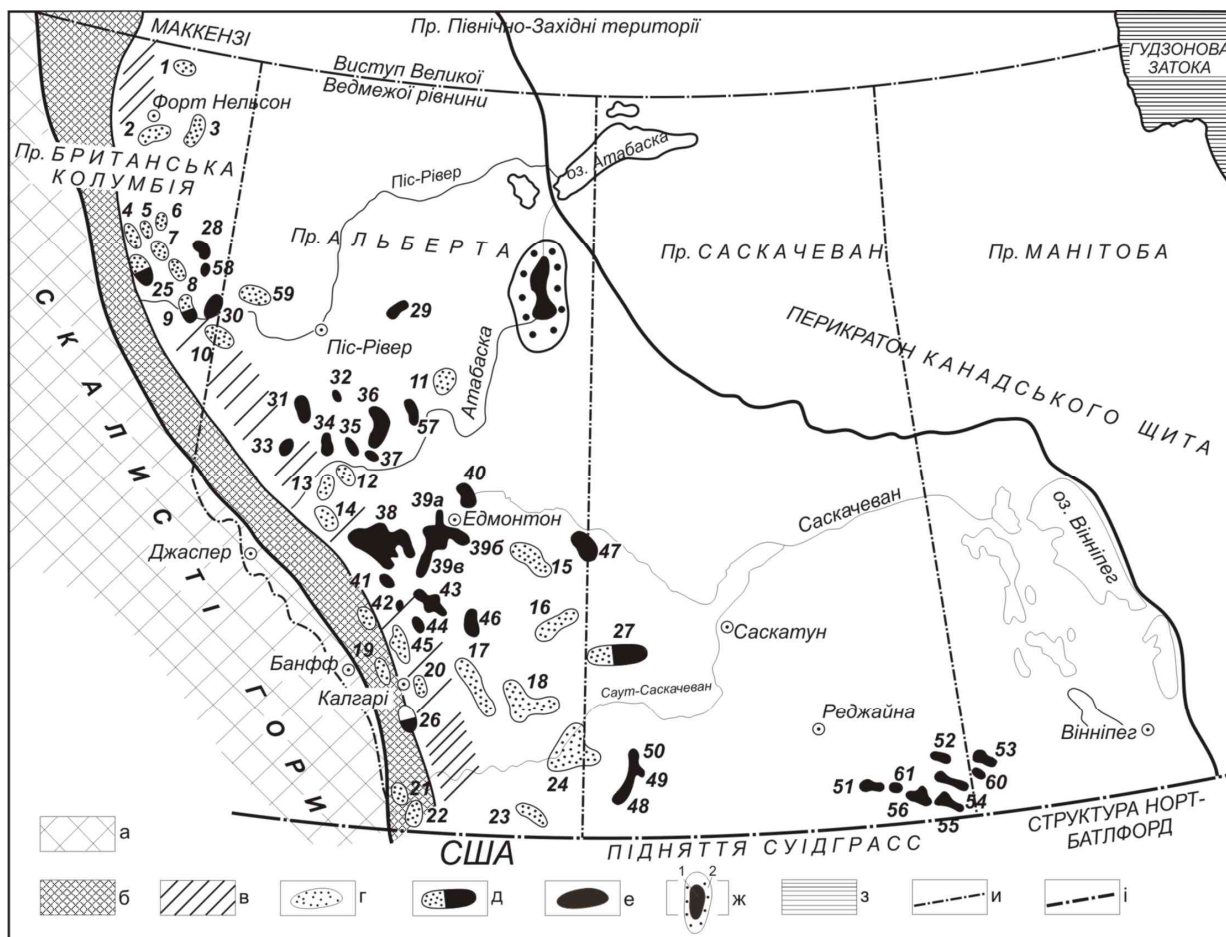 МАККЕНЗІ
Пр. Північно-Західні території
ГУДЗОНОВА
ЗАТОКА
Виступ Великої
Ведмежої рівнини
1
Форт Нельсон
2
3
Пр. БРИТАНСЬКА
КОЛУМБІЯ
оз. Атабаска
Піс-Рівер
4
5
6
7
28
58
8
25
9
30
59
10
29
Піс-Рівер
Пр. АЛЬБЕРТА
Пр. САСКАЧЕВАН
Пр. МАНІТОБА
ПЕРИКРАТОН КАНАДСЬКОГО ЩИТА
Атабаска
11
31
32
36
57
33
34
35
37
13
12
14
38
39а
40
Едмонтон
39б
39в
15
47
Саскачеван
оз. Вінніпег
Джаспер
СКАЛИСТІ ГОРИ
41
42
43
44
45
46
16
27
Саскатун
17
18
19
20
Банфф
Калгарі
26
Саут-Саскачеван
Реджайна
Вінніпег
21
22
23
24
50
49
48
52
53
51
61
60
56
54
55
США
ПІДНЯТТЯ СУІДГРАСС
СТРУКТУРА НОРТ-
БАТЛФОРД
а
б
в
г
д
е
1
2
ж
з
и
і